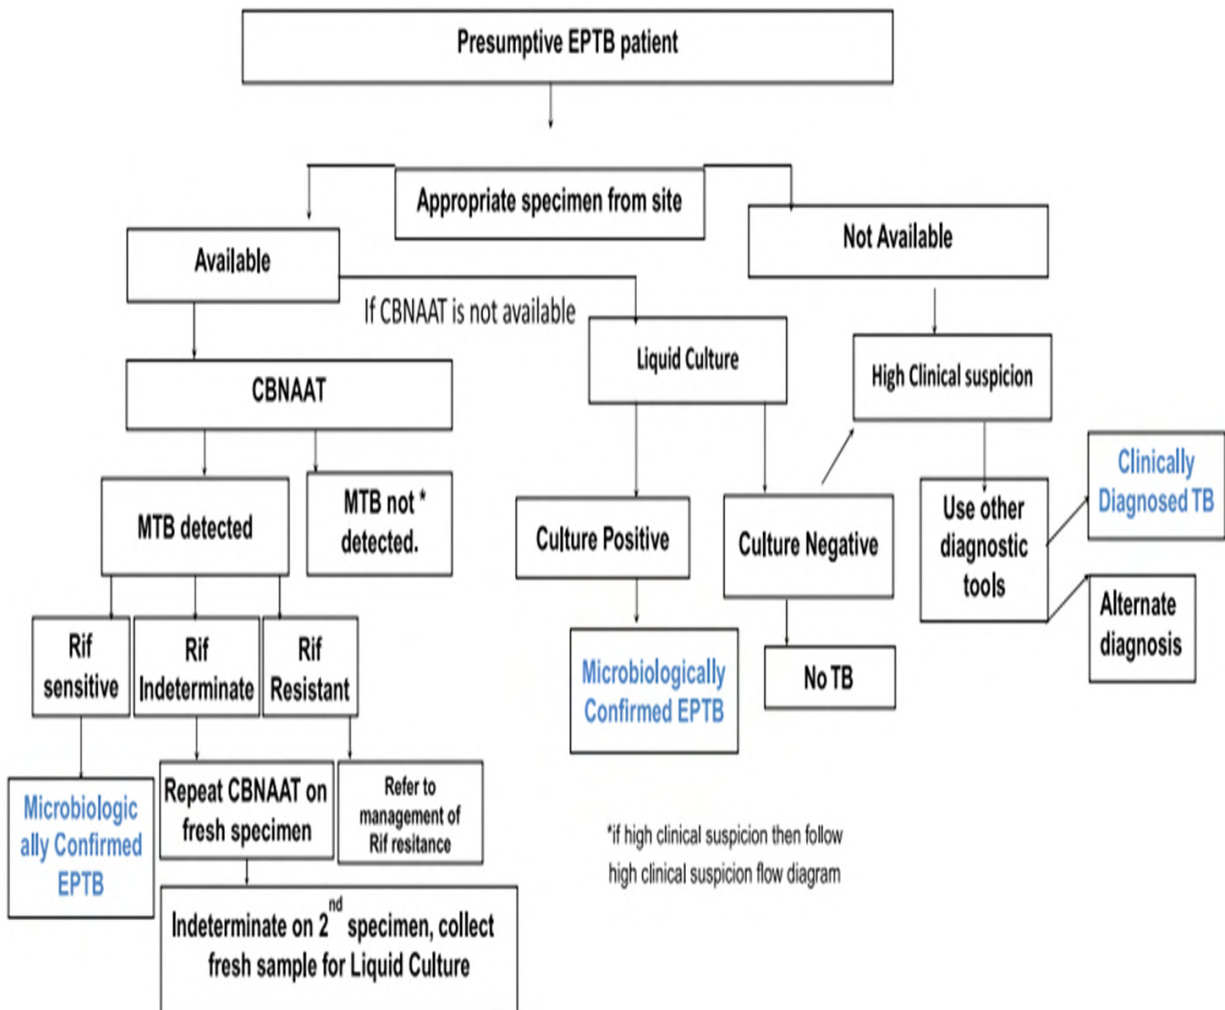 Presumptive EPTB patient
Appropriate specimen from site
Available
Not Available
If CBNAAT is not available
Liquid Culture
High Clinical suspicion
CBNAAT
MTB detected
MTB not *
detected.
Culture Positive
Culture Negative
Use other
diagnostic
tools
Clinically
Diagnosed TB
Alternate
diagnosis
Rif
sensitive
Rif
Indeterminate
Rif
Resistant
Microbiologically
Confirmed EPTB
No TB
Microbiologic
ally Confirmed
EPTB
Repeat CBNAAT on
fresh specimen
Refer to
management of
Rif resitance
*if high clinical suspicion then follow
high clinical suspicion flow diagram
Indeterminate on 2nd specimen, collect
fresh sample for Liquid Culture